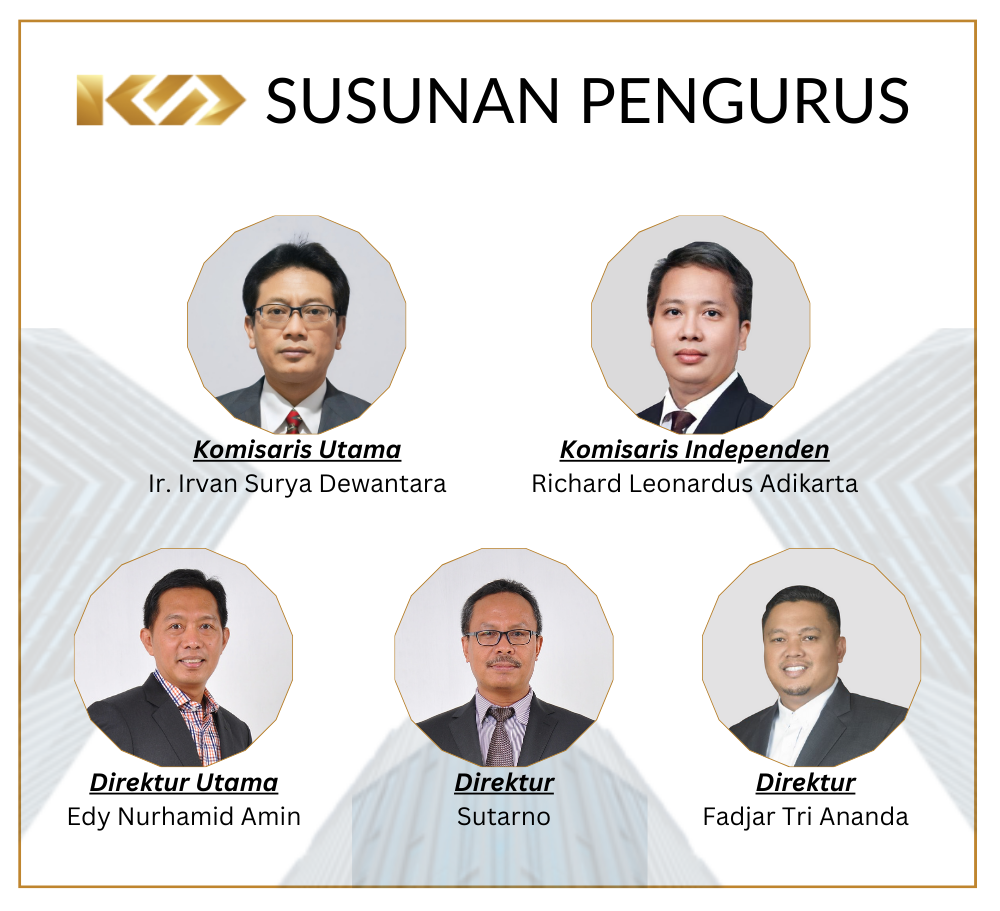 KSD SUSUNAN PENGURUS
Komisaris Utama
Ir. Irvan Surya Dewantara
Komisaris Independen
Richard Leonardus Adikarta
Direktur Utama
Edy Nurhamid Amin
Direktur
Sutarno
Direktur
Fadjar Tri Ananda